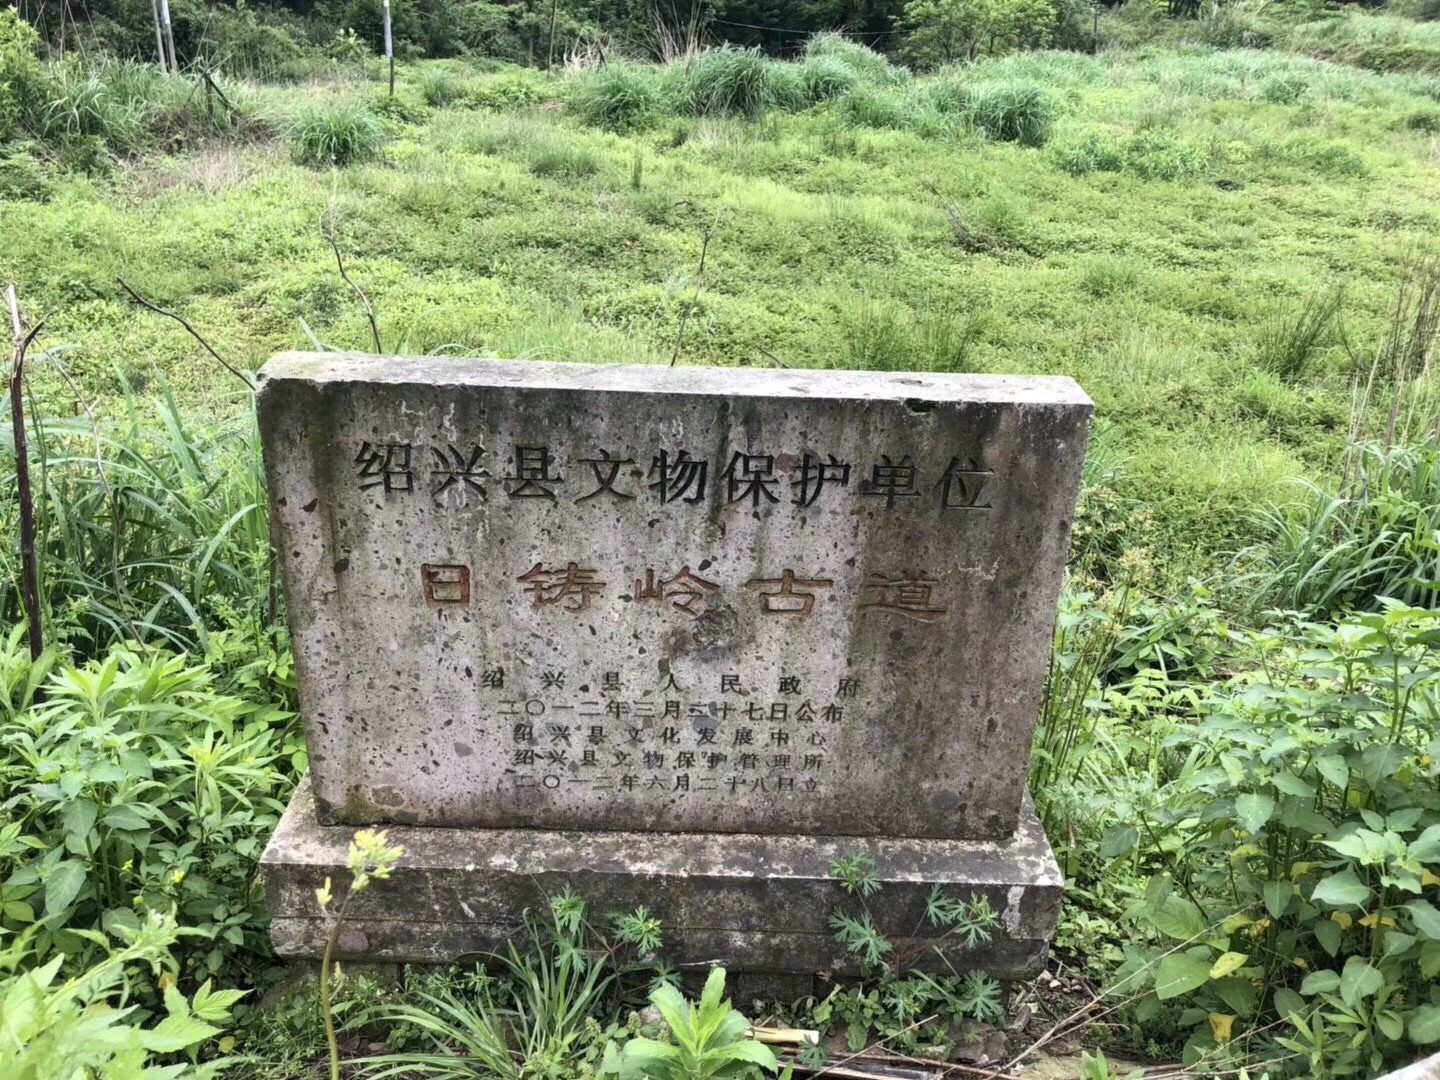 绍兴县文物保护单位
日铸岭古道
绍兴县人民政府
二〇一二年三月二十七日公布
绍兴县文化发展中心
绍兴县文物保护管理所
二〇一二年六月二十八日立